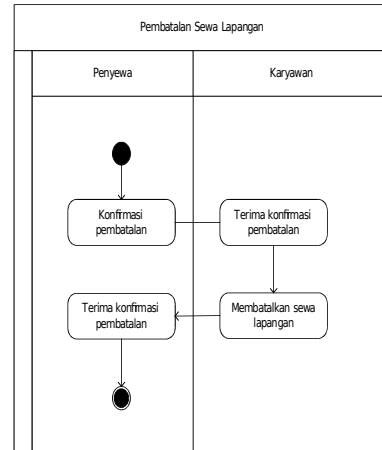 Pembatalan Sewa Lapangan
Penyewa
Karyawan
Konfirmasi
pembatalan
Terima konfirmasi
pembatalan
Membatalkan sewa
lapangan
Terima konfirmasi
pembatalan